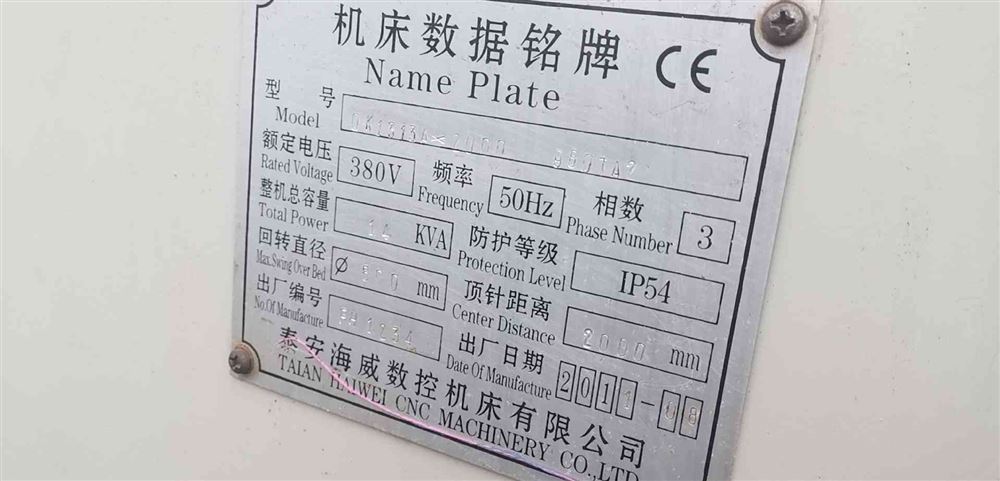 机床数据铭牌 CE
Name Plate
型号
Model
额定电压 380V 频率 50Hz 相数 3
Rated Voltage Frequency Phase Number
整机总容量 14 KVA 防护等级 IP54
Total Power Protection Level
回转直径 Ø mm 顶针距离 2000 mm
Max.Swing Over Bed Center Distance
出厂编号 出厂日期 2011-08
No.Of Manufacture Date Of Manufacture
泰安海威数控机床有限公司
TAIAN HAIWEI CNC MACHINERY CO.,LTD